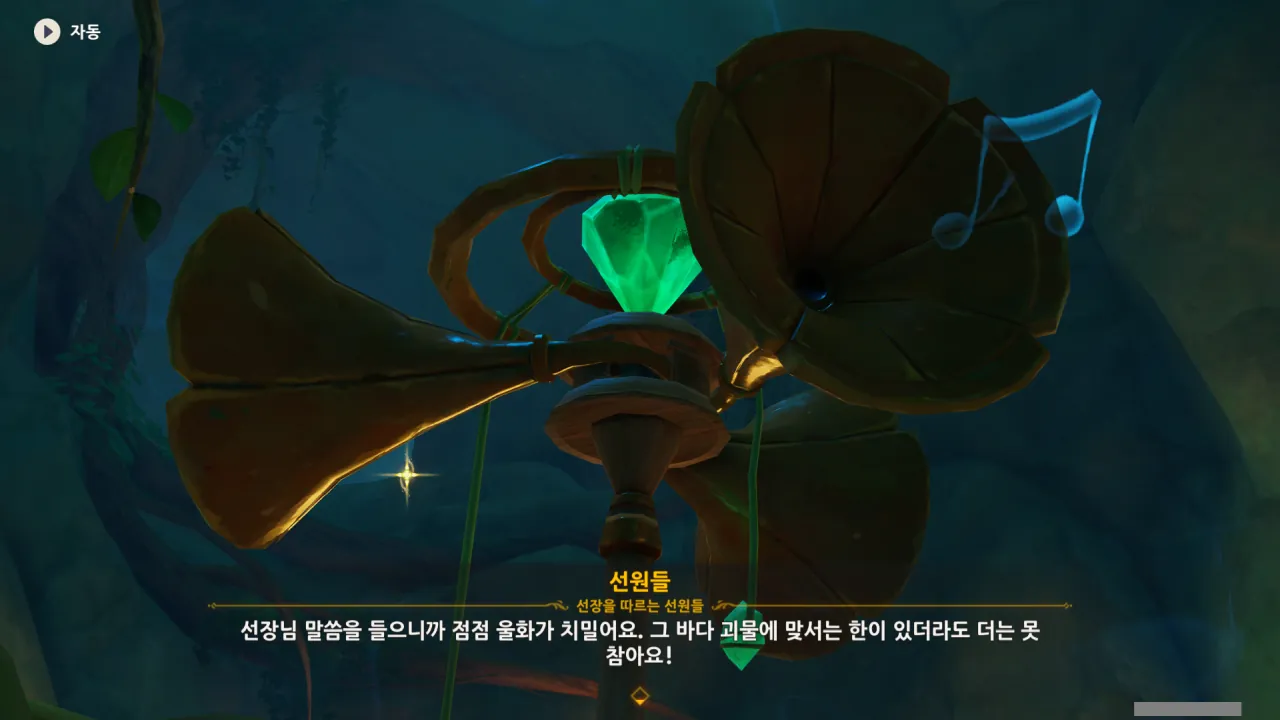 자동
선원들
선장을 따르는 선원들
선장님 말씀을 들으니까 점점 울화가 치밀어요. 그 바다 괴물에 맞서는 한이 있더라도 더는 못
참아요!